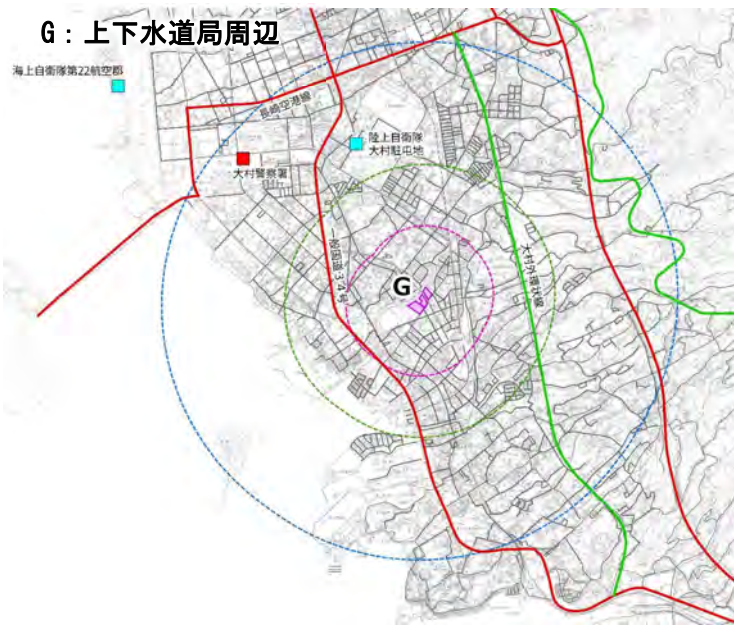 G：上下水道局周辺
海上自衛隊第22航空郡
長崎空港線
陸上自衛隊
大村駐屯地
大村警察署
一般国道34号
大村外環状線
G